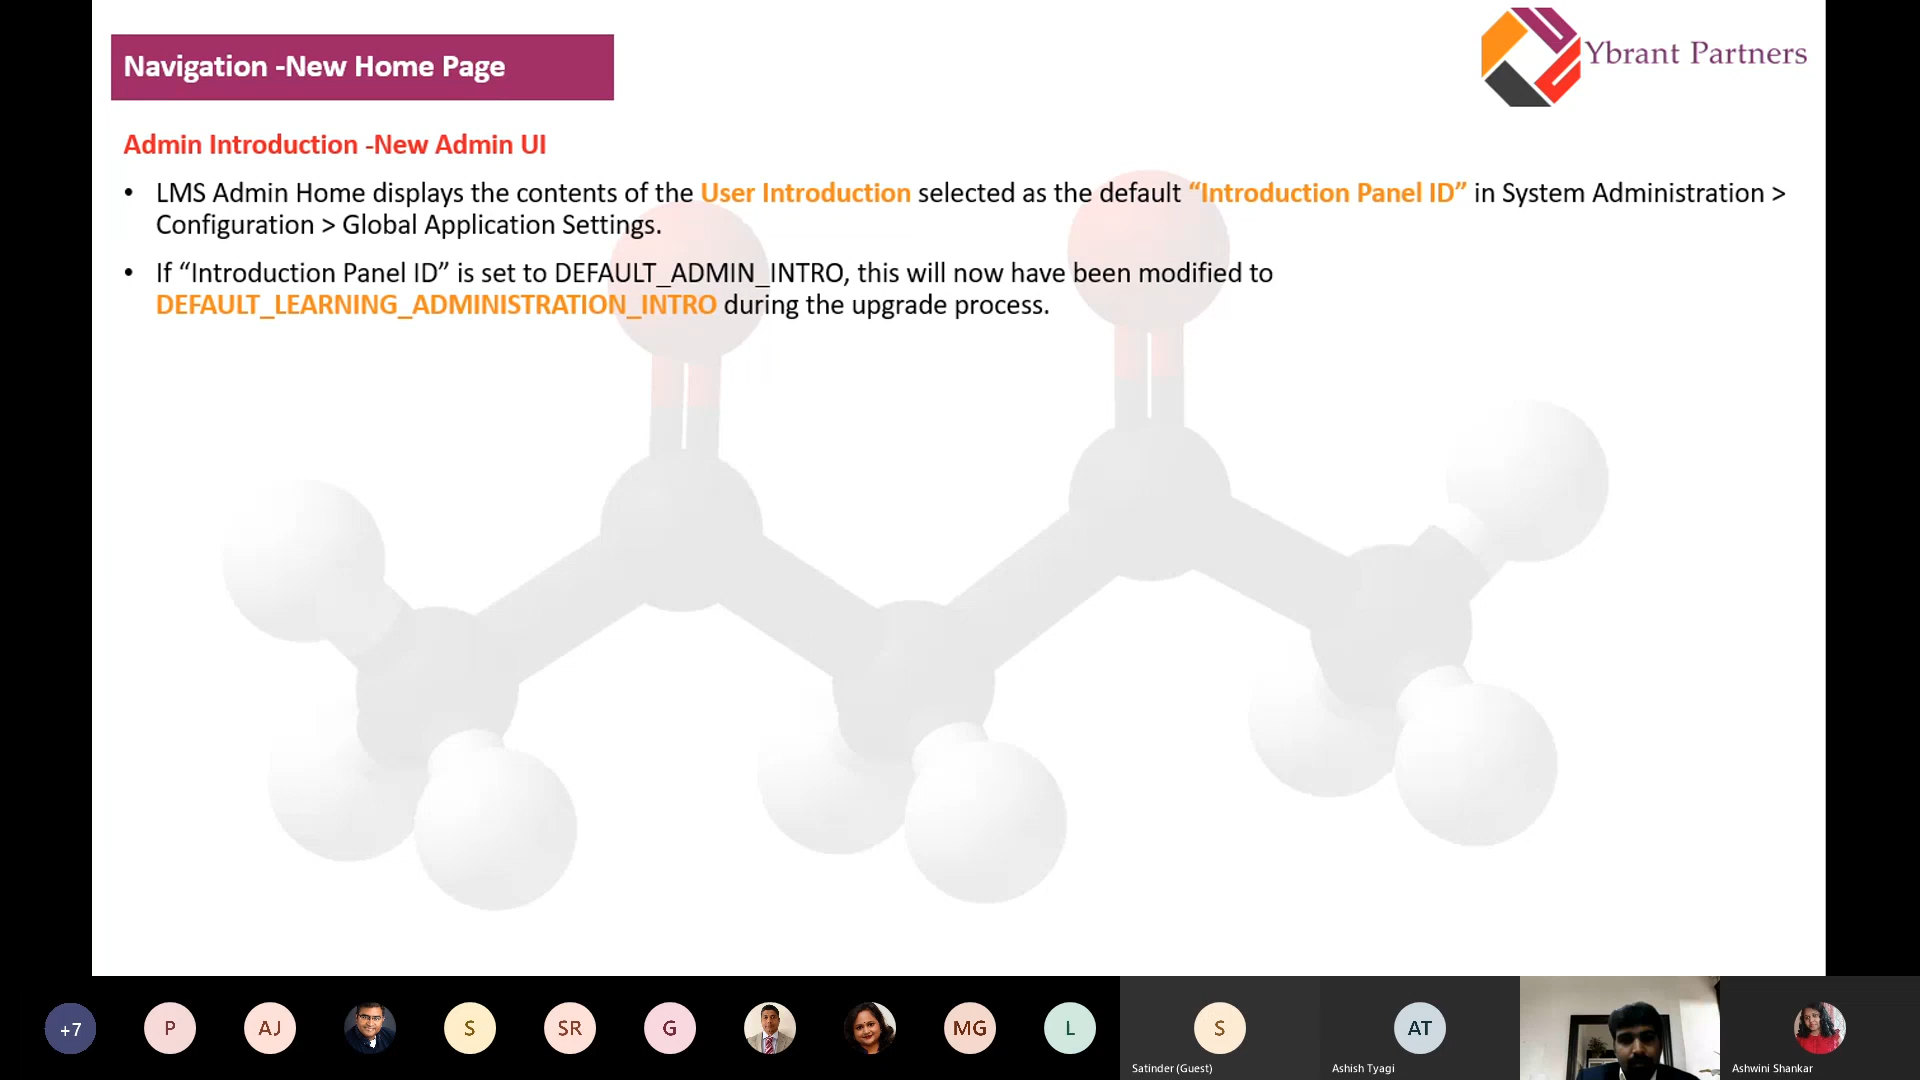 Navigation -New Home Page
Ybrant Partners
Admin Introduction -New Admin UI
• LMS Admin Home displays the contents of the User Introduction selected as the default “Introduction Panel ID” in System Administration >
Configuration > Global Application Settings.
• If “Introduction Panel ID” is set to DEFAULT_ADMIN_INTRO, this will now have been modified to
DEFAULT_LEARNING_ADMINISTRATION_INTRO during the upgrade process.
+7
P
AJ
S
SR
G
MG
L
S
AT
Satinder (Guest)
Ashish Tyagi
Ashwini Shankar